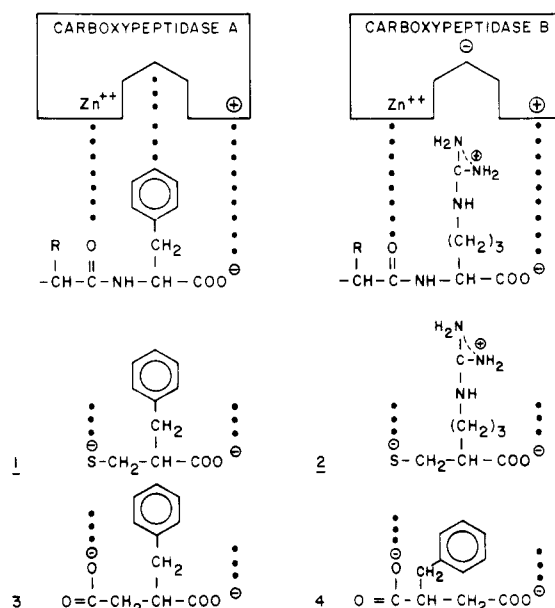 CARBOXYPEPTIDASE A
CARBOXYPEPTIDASE B
⊖
Zn++ ⊕
Zn++ ⊕
H2N ⊕
C—NH2
NH
R O CH2
(CH2)3
R O
-CH-C-NH-CH-COO ⊖
-CH-C-NH-CH-COO ⊖
H2N ⊕
C—NH2
NH
⊖ CH2 ⊖
⊖ (CH2)3 ⊖
1 S-CH2-CH-COO
2 S-CH2-CH-COO
⊖ O CH2 ⊖
⊖ O CH2 ⊖
3 O=C-CH2-CH-COO
4 O=C-CH-CH2-COO